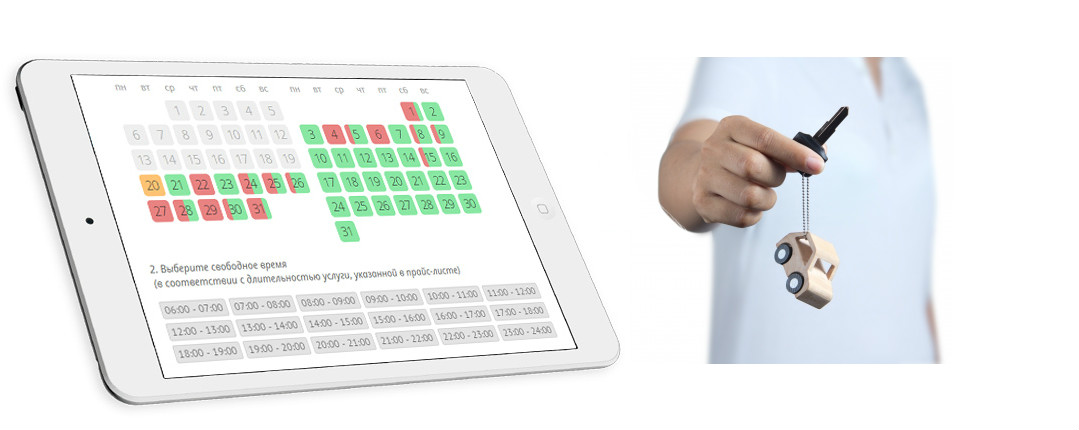 пн вт ср чт пт сб вс пн вт ср чт пт сб вс
1 2 3 4 5 1 2
6 7 8 9 10 11 12 3 4 5 6 7 8 9
13 14 15 16 17 18 19 10 11 12 13 14 15 16
20 21 22 23 24 25 26 17 18 19 20 21 22 23
27 28 29 30 31 24 25 26 27 28 29 30
31
2. Выберите свободное время
(в соответствии с длительностью услуги, указанной в прайс-листе)
06:00 - 07:00 07:00 - 08:00 08:00 - 09:00 09:00 - 10:00 10:00 - 11:00 11:00 - 12:00
12:00 - 13:00 13:00 - 14:00 14:00 - 15:00 15:00 - 16:00 16:00 - 17:00 17:00 - 18:00
18:00 - 19:00 19:00 - 20:00 20:00 - 21:00 21:00 - 22:00 22:00 - 23:00 23:00 - 24:00